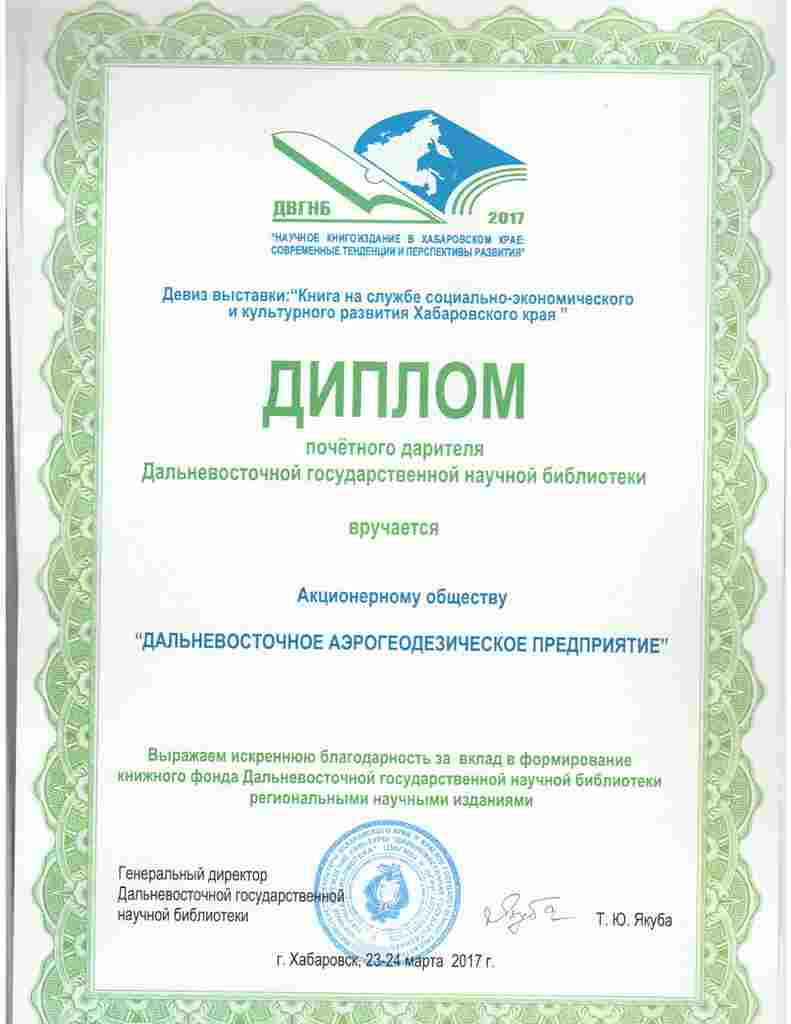 ДВГНБ
2017
"НАУЧНОЕ КНИГОИЗДАНИЕ В ХАБАРОВСКОМ КРАЕ:
СОВРЕМЕННЫЕ ТЕНДЕНЦИИ И ПЕРСПЕКТИВЫ РАЗВИТИЯ"
Девиз выставки:"Книга на службе социально-экономического
и культурного развития Хабаровского края "
ДИПЛОМ
почётного дарителя
Дальневосточной государственной научной библиотеки
вручается
Акционерному обществу
"ДАЛЬНЕВОСТОЧНОЕ АЭРОГЕОДЕЗИЧЕСКОЕ ПРЕДПРИЯТИЕ"
Выражаем искреннюю благодарность за вклад в формирование
книжного фонда Дальневосточной государственной научной библиотеки
региональными научными изданиями
Генеральный директор
Дальневосточной государственной
научной библиотеки
Т. Ю. Якуба
г. Хабаровск, 23-24 марта 2017 г.